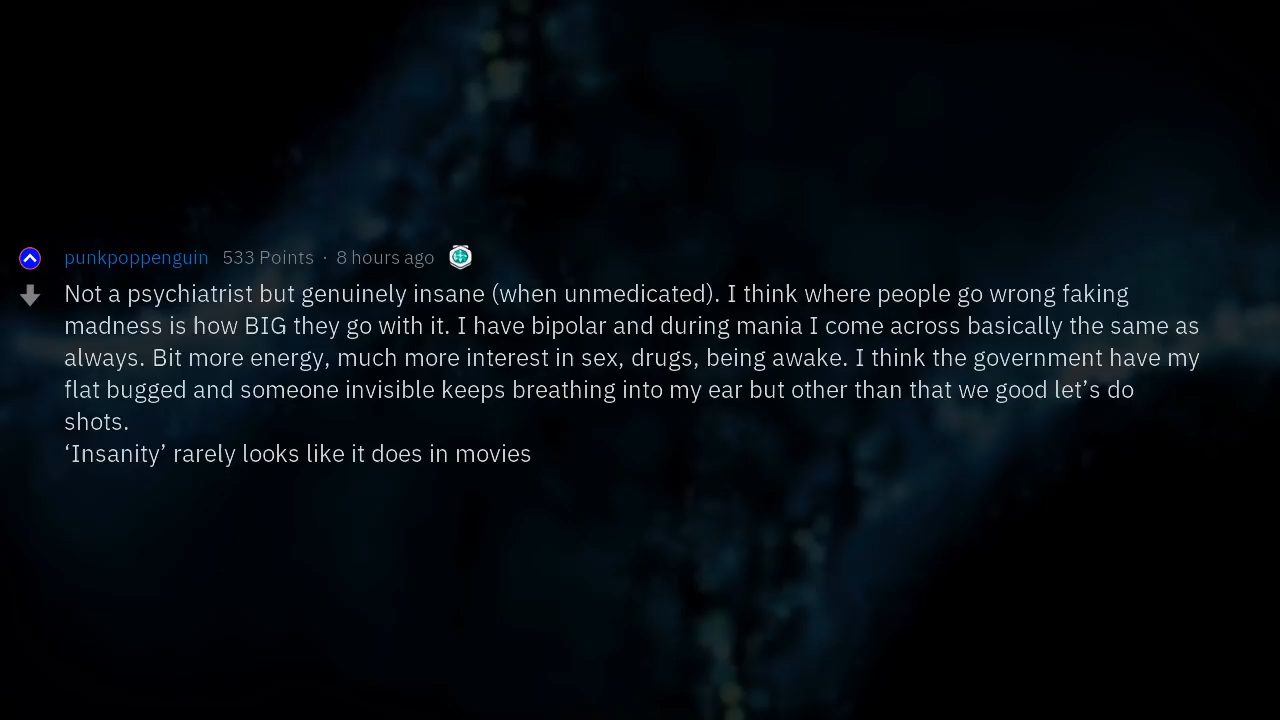 punkpoppenguin 533 Points · 8 hours ago
Not a psychiatrist but genuinely insane (when unmedicated). I think where people go wrong faking
madness is how BIG they go with it. I have bipolar and during mania I come across basically the same as
always. Bit more energy, much more interest in sex, drugs, being awake. I think the government have my
flat bugged and someone invisible keeps breathing into my ear but other than that we good let’s do
shots.
‘Insanity’ rarely looks like it does in movies